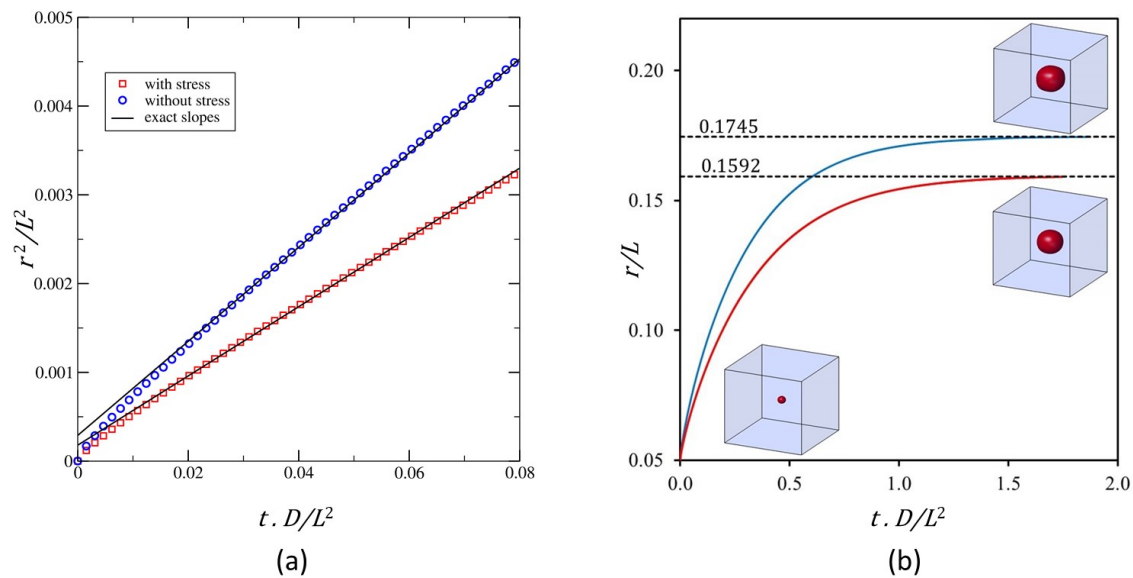 0.005
0.004
0.003
0.002
0.001
0
r²/L²
with stress
without stress
exact slopes
0 0.02 0.04 0.06 0.08
t . D/L²
(a)
0.20
0.15
0.10
0.05
r/L
0.1745
0.1592
0.0 0.5 1.0 1.5 2.0
t . D/L²
(b)